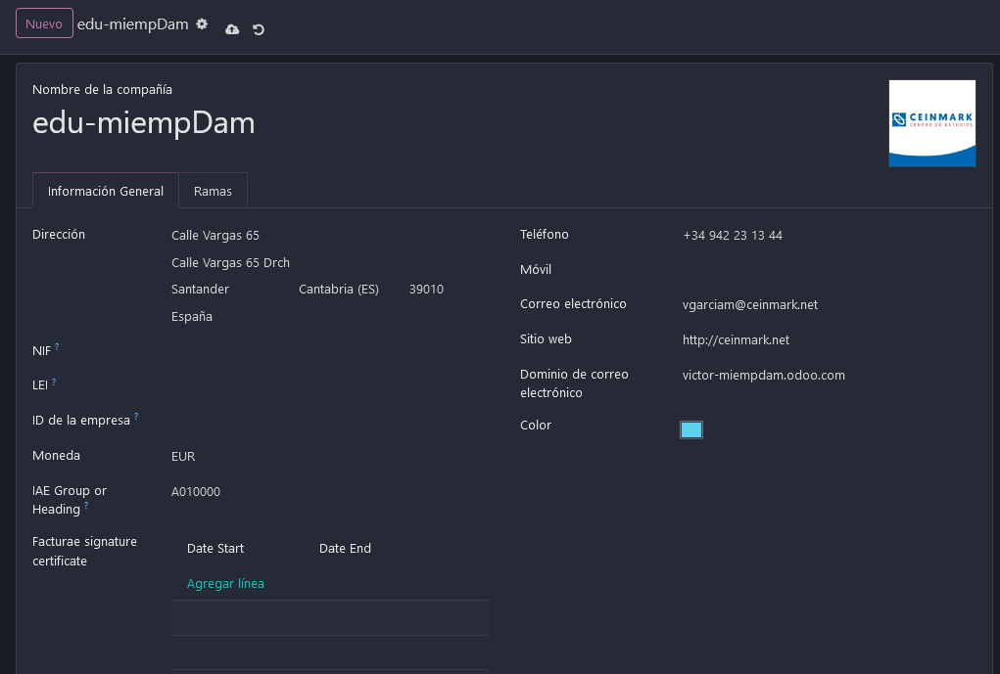 Nuevo edu-miempDam
Nombre de la compañía
edu-miempDam
CEINMARK
CENTRO DE ESTUDIOS
Información General Ramas
Dirección Calle Vargas 65
Calle Vargas 65 Drch
Santander Cantabria (ES) 39010
España
NIF ?
LEI ?
ID de la empresa ?
Moneda EUR
IAE Group or A010000
Heading ?
Facturae signature
certificate
Date Start Date End
Agregar línea
Teléfono +34 942 23 13 44
Móvil
Correo electrónico vgarciam@ceinmark.net
Sitio web http://ceinmark.net
Dominio de correo victor-miempdam.odoo.com
electrónico
Color